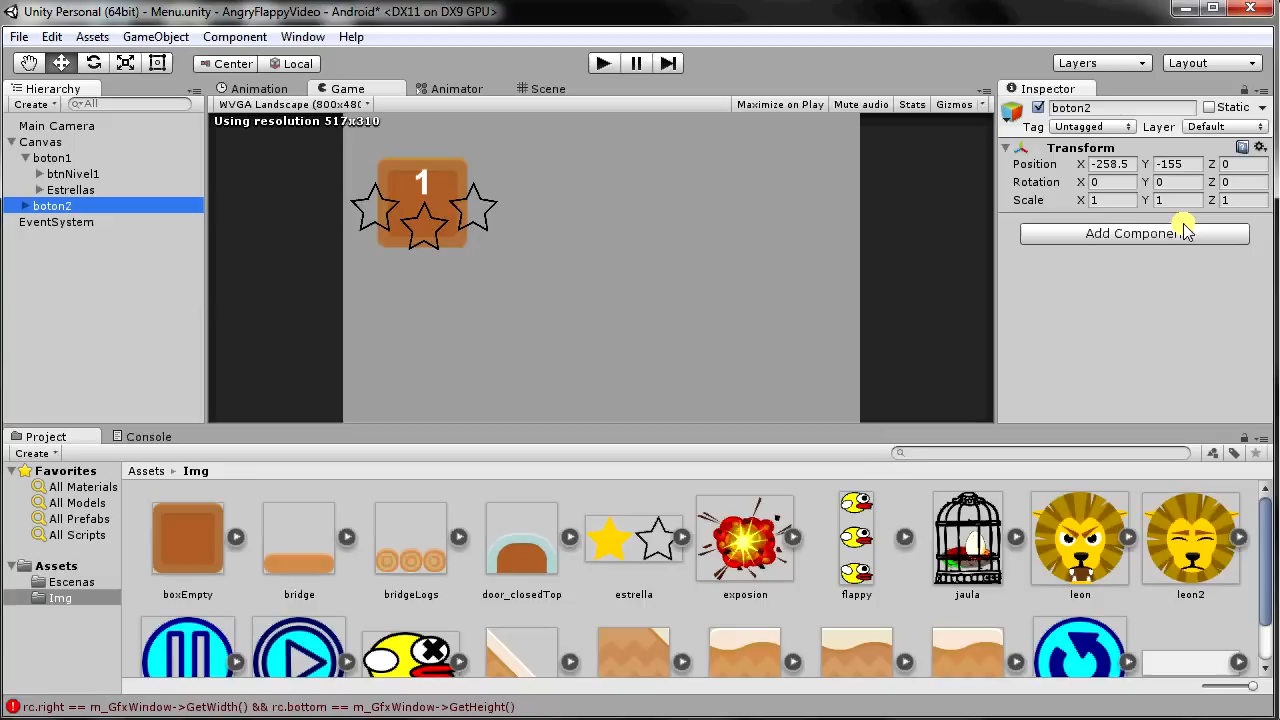 Unity Personal (64bit) - Menu.unity - AngryFlappyVideo - Android* <DX11 on DX9 GPU>
File Edit Assets GameObject Component Window Help
Center Local Layers Layout
Hierarchy Animation Game Animator Scene Inspector
Create All WVGA Landscape (800x480 Maximize on Play Mute audio Stats Gizmos boton2 Static
Using resolution 517x310
Tag Untagged Layer Default
Main Camera
Canvas
Transform
boton1
Position X -258.5 Y -155 Z 0
btnNivel1
Rotation X 0 Y 0 Z 0
1
Estrellas
Scale X 1 Y 1 Z 1
boton2
EventSystem
Add Componen
Project Console
Create
Favorites Assets Img
All Materials
All Models
All Prefabs
All Scripts
Assets
Escenas
Img
boxEmpty bridge bridgeLogs door_closedTop estrella exposion flappy jaula leon leon2
rc.right == m_GfxWindow->GetWidth() && rc.bottom == m_GfxWindow->GetHeight()